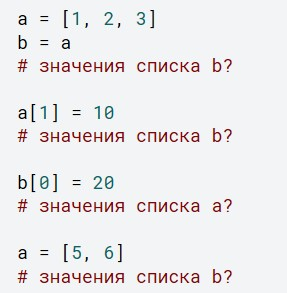 a = [1, 2, 3]
b = a
# значения списка b?
a[1] = 10
# значения списка b?
b[0] = 20
# значения списка a?
a = [5, 6]
# значения списка b?